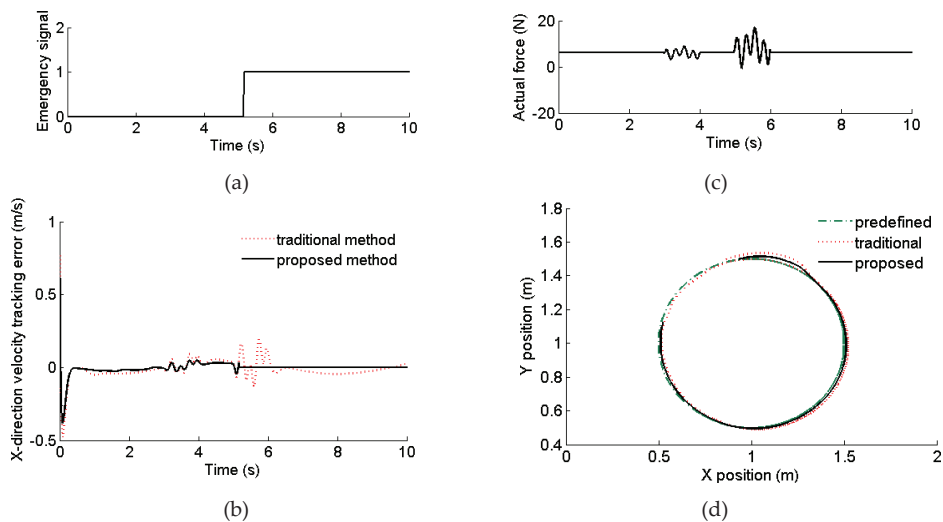 Emergency signal
2
1
0
0
2
4
6
8
10
Time (s)
(a)
Actual force (N)
20
0
-20
0
2
4
6
8
10
Time (s)
(c)
X-direction velocity tracking error (m/s)
1
0.5
0
-0.5
0
2
4
6
8
10
traditional method
proposed method
Time (s)
(b)
Y position (m)
1.8
1.6
1.4
1.2
1
0.8
0.6
0.4
0
0.5
1
1.5
2
predefined
traditional
proposed
X position (m)
(d)